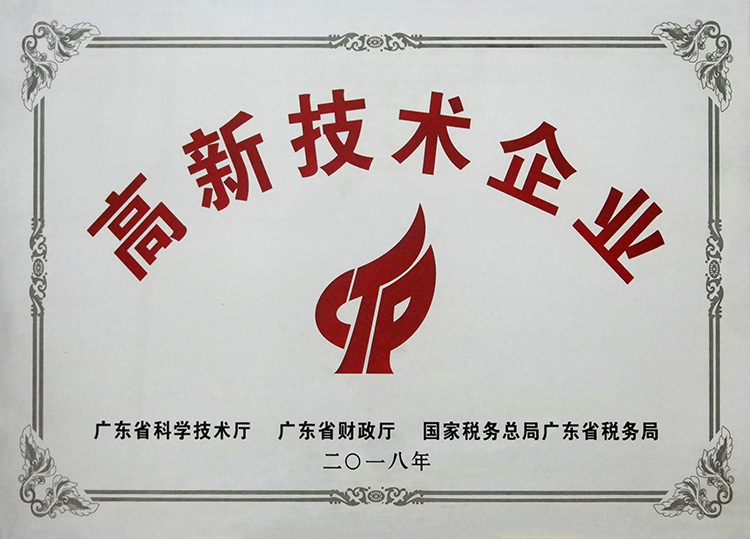 高新技术企业
广东省科学技术厅 广东省财政厅 国家税务总局广东省税务局
二〇一八年